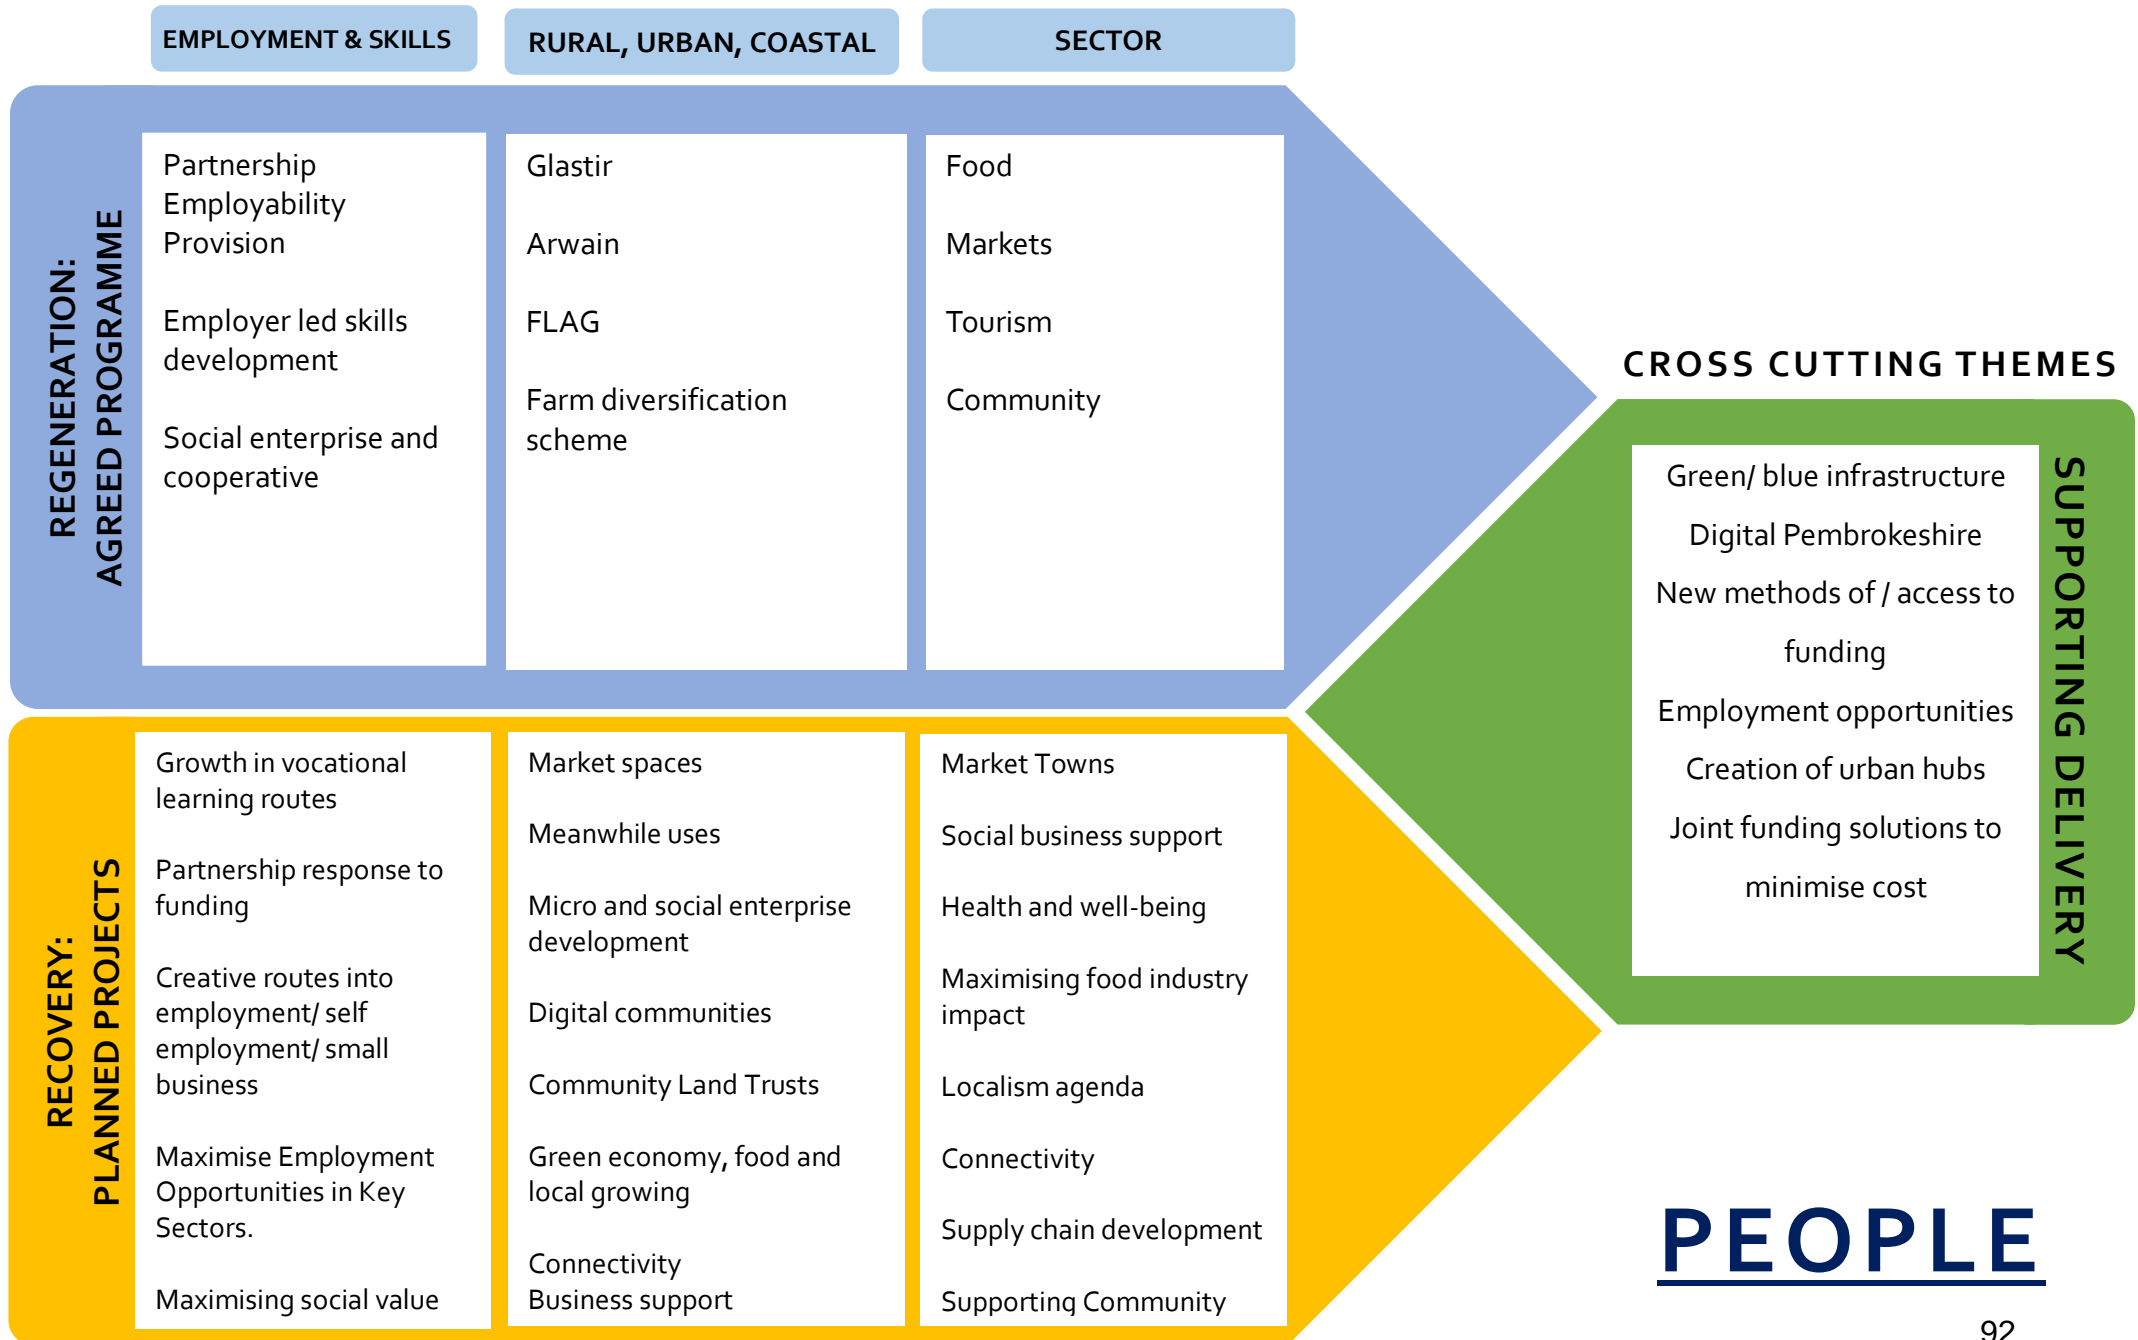 EMPLOYMENT & SKILLS
RURAL, URBAN, COASTAL
SECTOR
REGENERATION:
AGREED PROGRAMME
Partnership
Employability
Provision
Employer led skills
development
Social enterprise and
cooperative
Glastir
Arwain
FLAG
Farm diversification
scheme
Food
Markets
Tourism
Community
RECOVERY:
PLANNED PROJECTS
Growth in vocational
learning routes
Partnership response to
funding
Creative routes into
employment/ self
employment/ small
business
Maximise Employment
Opportunities in Key
Sectors.
Maximising social value
Market spaces
Meanwhile uses
Micro and social enterprise
development
Digital communities
Community Land Trusts
Green economy, food and
local growing
Connectivity
Business support
Market Towns
Social business support
Health and well-being
Maximising food industry
impact
Localism agenda
Connectivity
Supply chain development
Supporting Community
CROSS CUTTING THEMES
Green/ blue infrastructure
Digital Pembrokeshire
New methods of / access to
funding
Employment opportunities
Creation of urban hubs
Joint funding solutions to
minimise cost
SUPPORTING DELIVERY
PEOPLE
92